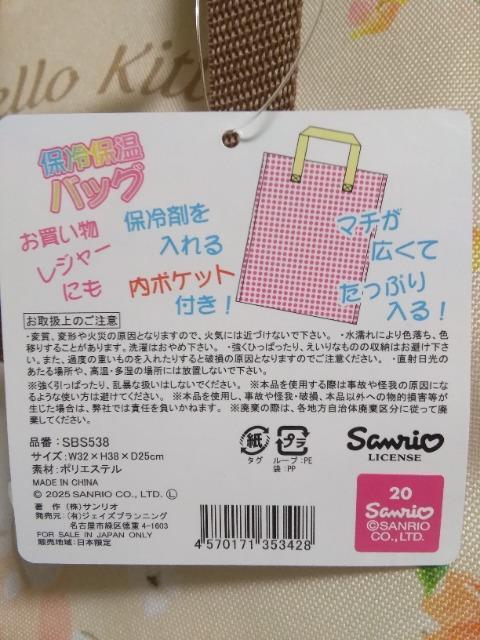 ello Kitt
保冷保温
バッグ
お買い物
レジャー
にも
保冷剤を
入れる
内ポケット
付き!
マチが
広くて
たっぷり
入る!
お取扱上のご注意
・変質、変形や火災の原因となりますので、火気には近づけないで下さい。 ・水濡れにより色落ち、色
移りすることがあります。洗濯はおやめ下さい。 ・強くひっぱったり、えいりなものの収納はお避け下さ
い。また、過度の重いものを入れたりすると破損の原因となりますのでご注意ください。 ・直射日光の
あたる場所や、高温・多湿の場所には放置しないで下さい。
※強く引っぱったり、乱暴な扱いはしないでください。 ※本品を使用する際は事故や怪我の原因にな
るような使い方は避けてください。 ※本品を使用し、事故や怪我・破損、本品以外への物的損害等が
生じた場合は、弊社では責任を負いかねます。 ※廃棄の際は、各地方自治体廃棄区分に従って廃
棄してください。
品番：SBS538
サイズ：W32×H38×D25cm
素材：ポリエステル
MADE IN CHINA
© 2025 SANRIO CO., LTD. Ⓛ
著作 (株)サンリオ
発売元：(有)ジェイズプランニング
名古屋市緑区徳重 4-1603
FOR SALE IN JAPAN ONLY
販売地域：日本限定
紙
タグ
プラ
ループ：PE
袋：PP
Sanrio
LICENSE
4 570171 353428
20
Sanrio
©SANRIO
CO., LTD.